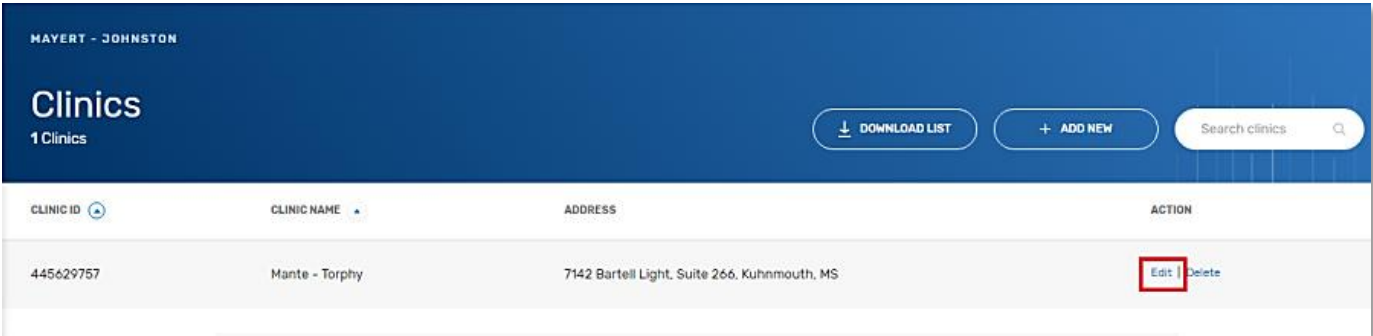 MAYERT - JOHNSTON
Clinics
1 Clinics
DOWNLOAD LIST
+ ADD NEW
Search clinics
CLINIC ID CLINIC NAME ADDRESS ACTION
445629757 Mante - Torphy 7142 Bartell Light, Suite 266, Kuhnmouth, MS Edit | Delete